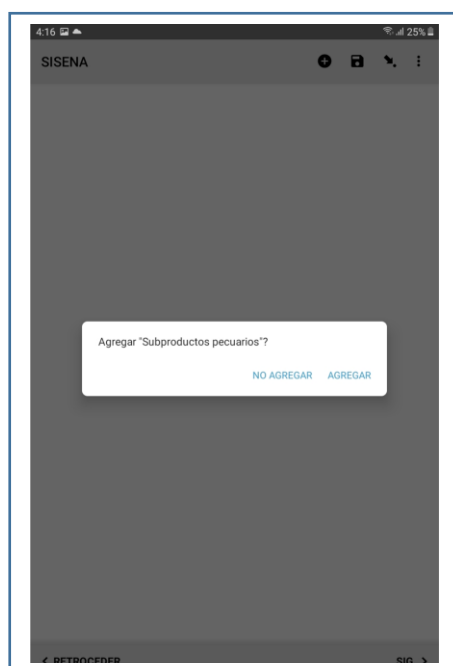 4:16 25%
SISENA
Agregar "Subproductos pecuarios"?
NO AGREGAR AGREGAR
< RETROCEDER SIG >